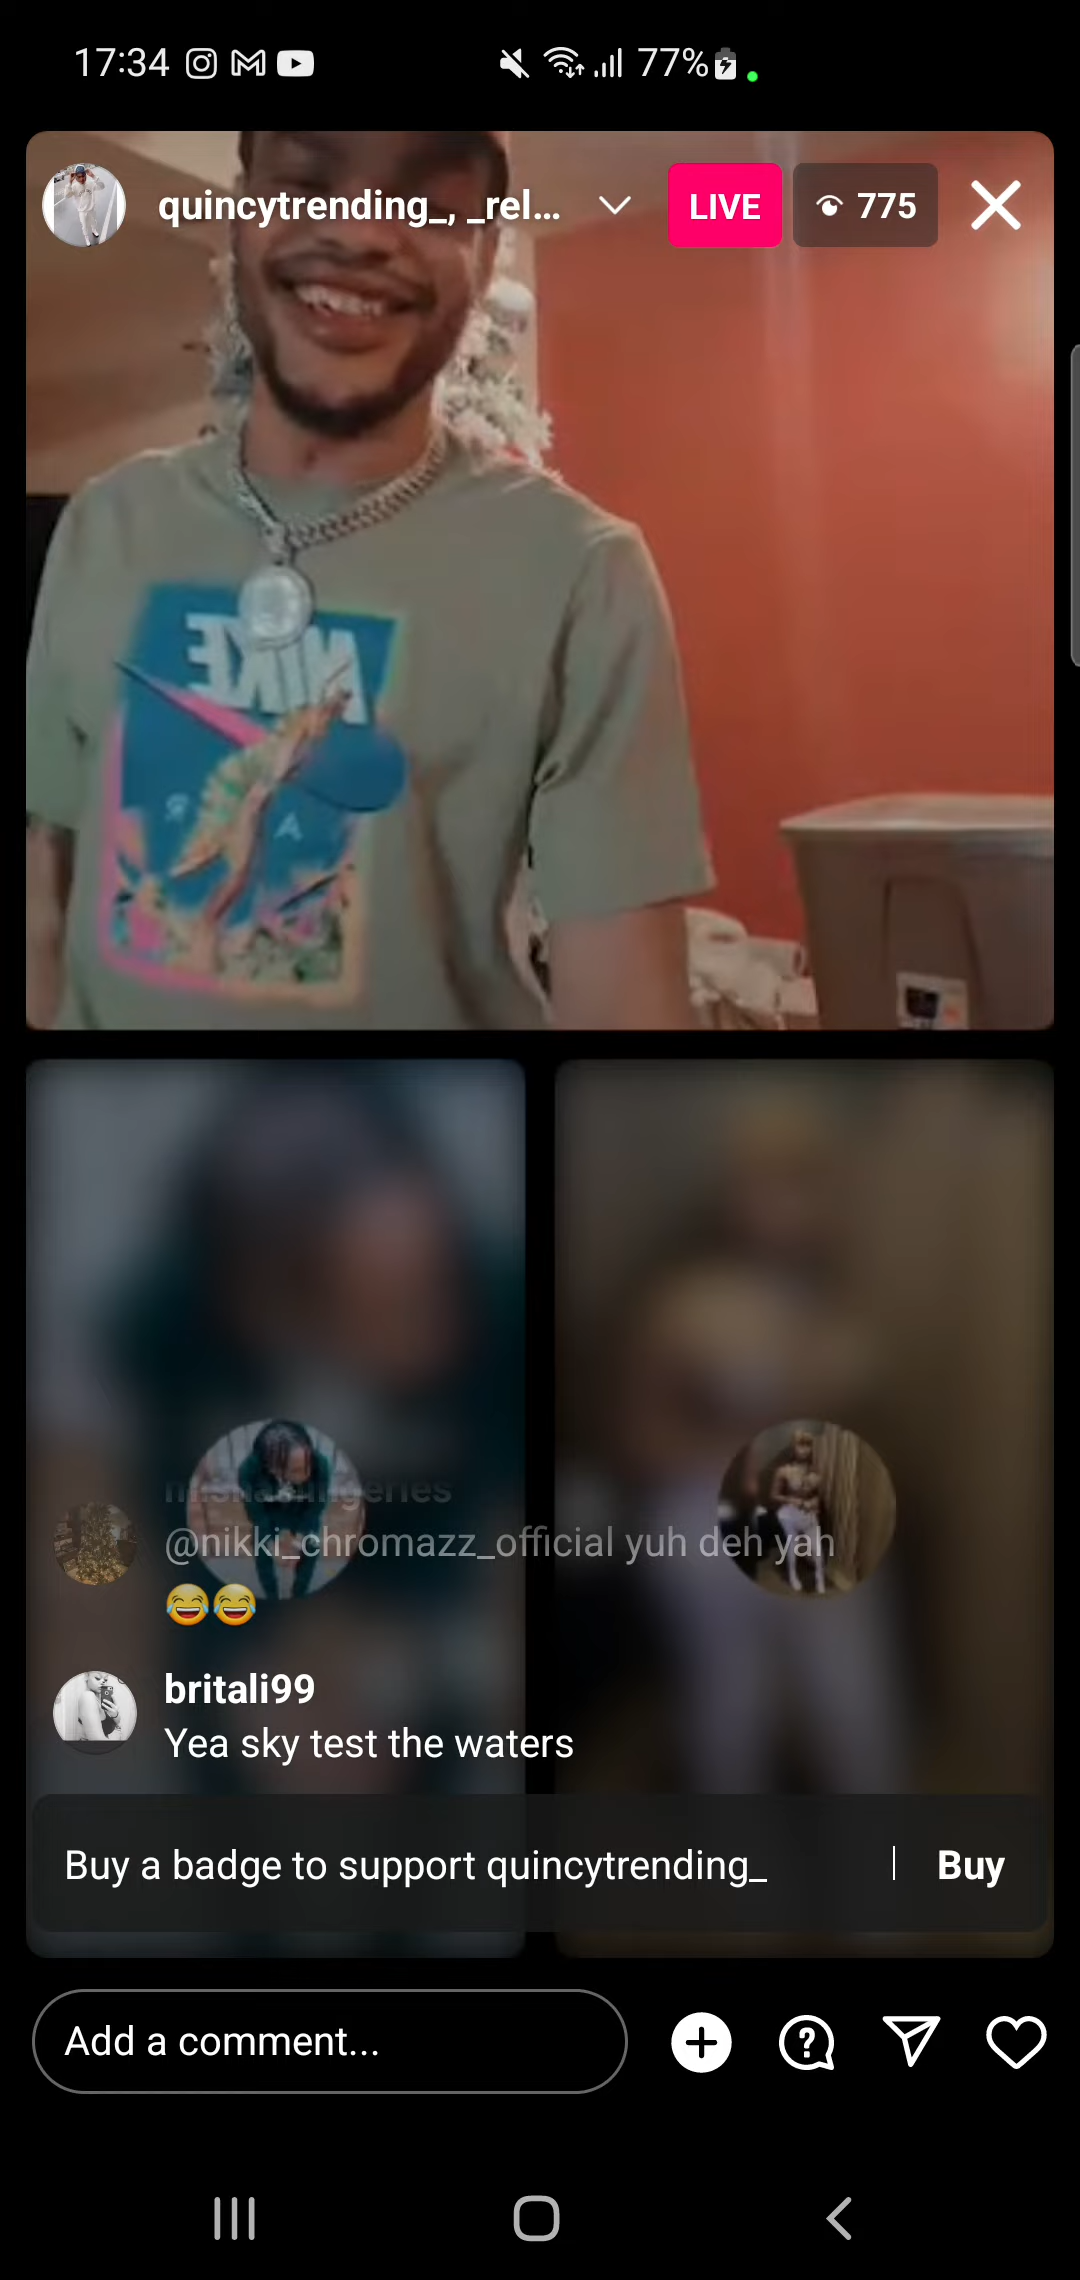 17:34 77%
quincytrending_, _rel... LIVE 775
NIKE
A R
@nikki_chromazz_official yuh deh yah
😂😂
britali99
Yea sky test the waters
Buy a badge to support quincytrending_ | Buy
Add a comment...